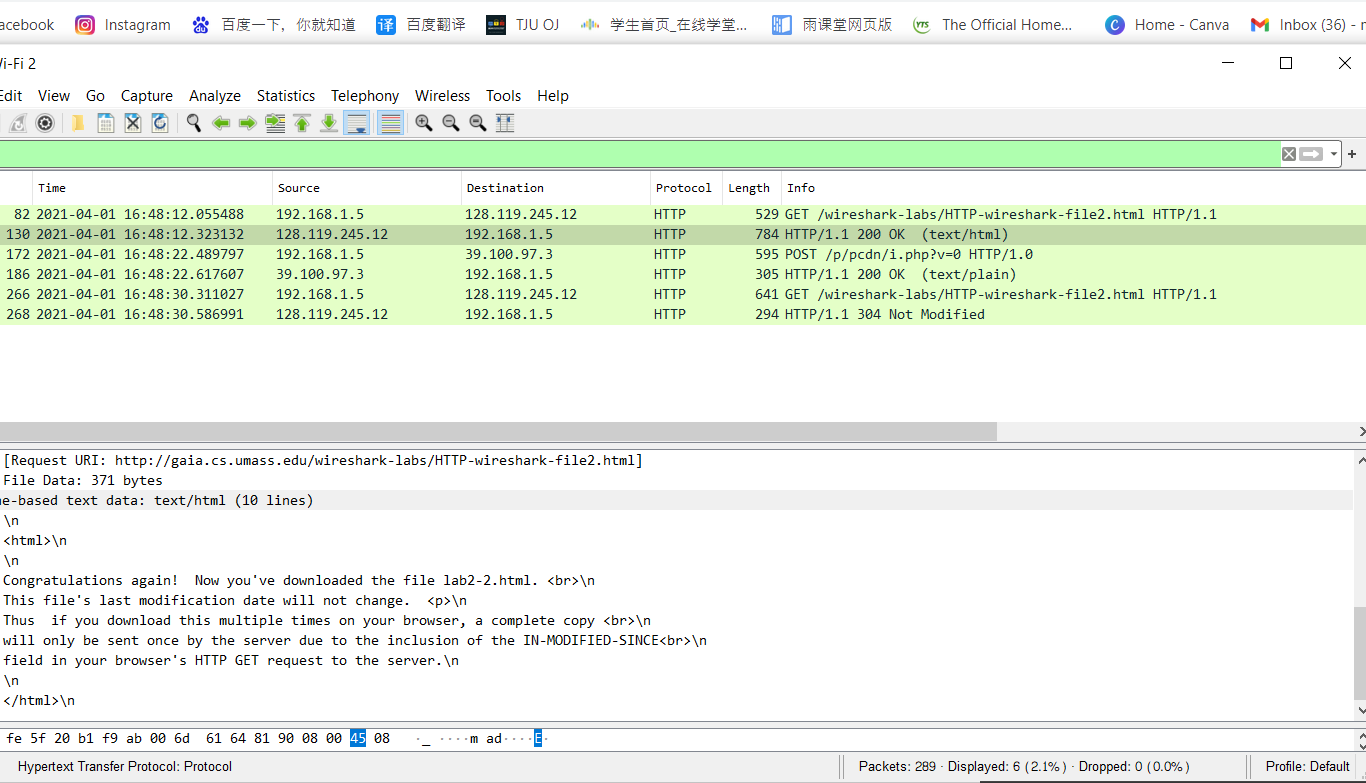 acebook Instagram 百度一下，你就知道 百度翻译 TJU OJ 学生首页_在线学堂... 雨课堂网页版 The Official Home... Home - Canva Inbox (36) -
Wi-Fi 2
Edit View Go Capture Analyze Statistics Telephony Wireless Tools Help
Time Source Destination Protocol Length Info
82 2021-04-01 16:48:12.055488 192.168.1.5 128.119.245.12 HTTP 529 GET /wireshark-labs/HTTP-wireshark-file2.html HTTP/1.1
130 2021-04-01 16:48:12.323132 128.119.245.12 192.168.1.5 HTTP 784 HTTP/1.1 200 OK (text/html)
172 2021-04-01 16:48:22.489797 192.168.1.5 39.100.97.3 HTTP 595 POST /p/pcdn/i.php?v=0 HTTP/1.0
186 2021-04-01 16:48:22.617607 39.100.97.3 192.168.1.5 HTTP 305 HTTP/1.1 200 OK (text/plain)
266 2021-04-01 16:48:30.311027 192.168.1.5 128.119.245.12 HTTP 641 GET /wireshark-labs/HTTP-wireshark-file2.html HTTP/1.1
268 2021-04-01 16:48:30.586991 128.119.245.12 192.168.1.5 HTTP 294 HTTP/1.1 304 Not Modified
[Request URI: http://gaia.cs.umass.edu/wireshark-labs/HTTP-wireshark-file2.html]
File Data: 371 bytes
ne-based text data: text/html (10 lines)
\n
<html>\n
\n
Congratulations again!  Now you've downloaded the file lab2-2.html. <br>\n
This file's last modification date will not change.  <p>\n
Thus  if you download this multiple times on your browser, a complete copy <br>\n
will only be sent once by the server due to the inclusion of the IN-MODIFIED-SINCE<br>\n
field in your browser's HTTP GET request to the server.\n
\n
</html>\n
fe 5f 20 b1 f9 ab 00 6d  61 64 81 90 08 00 45 08 ·_ ····m ad····E·
Hypertext Transfer Protocol: Protocol Packets: 289 · Displayed: 6 (2.1%) · Dropped: 0 (0.0%) Profile: Default